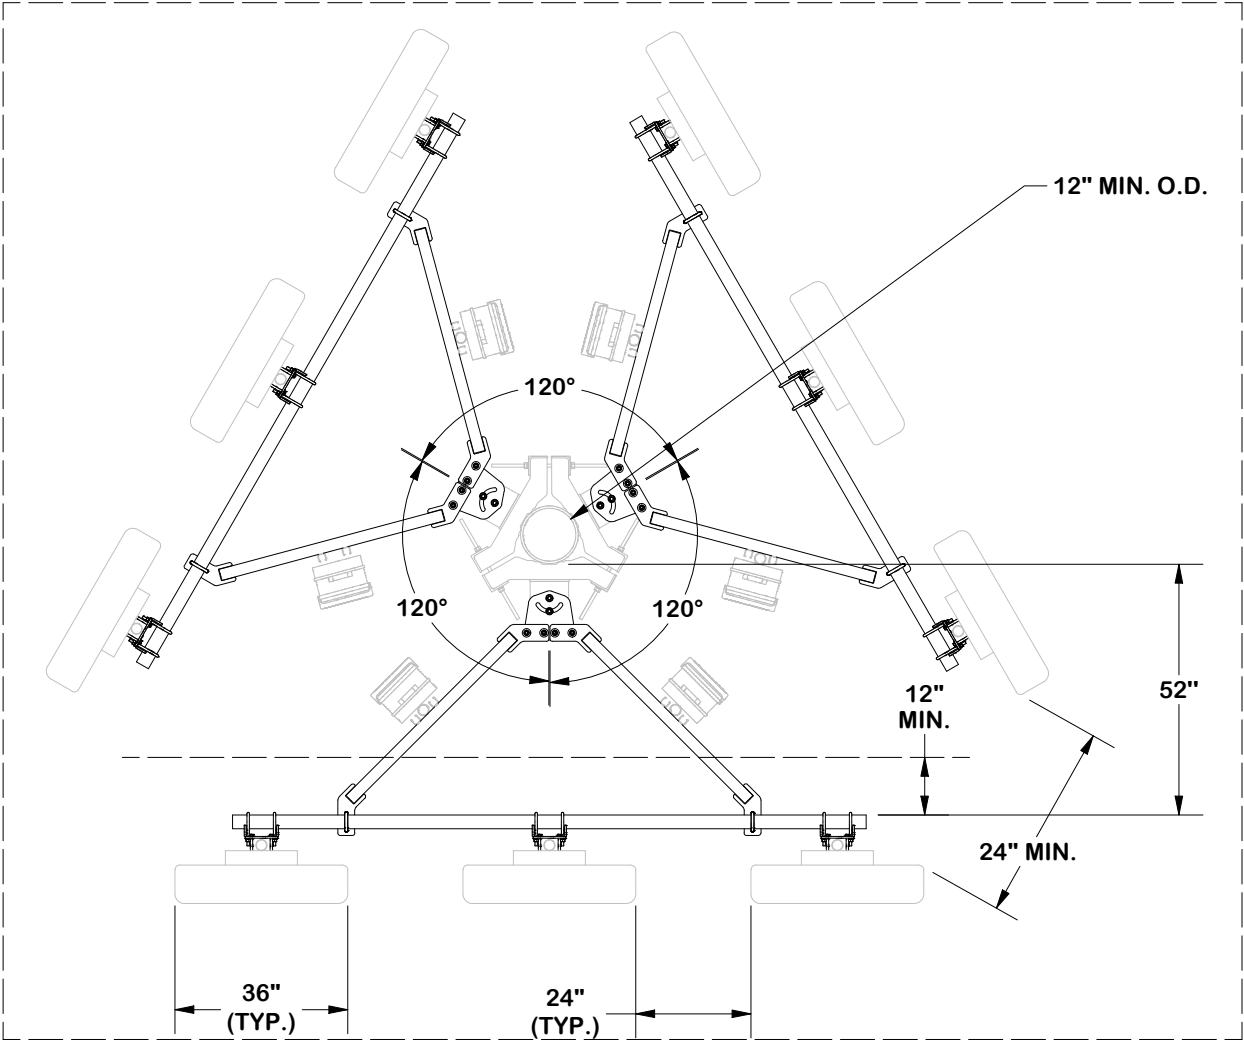 12" MIN. O.D.
120°
120°
120°
12"
MIN.
52"
24" MIN.
36"
(TYP.)
24"
(TYP.)